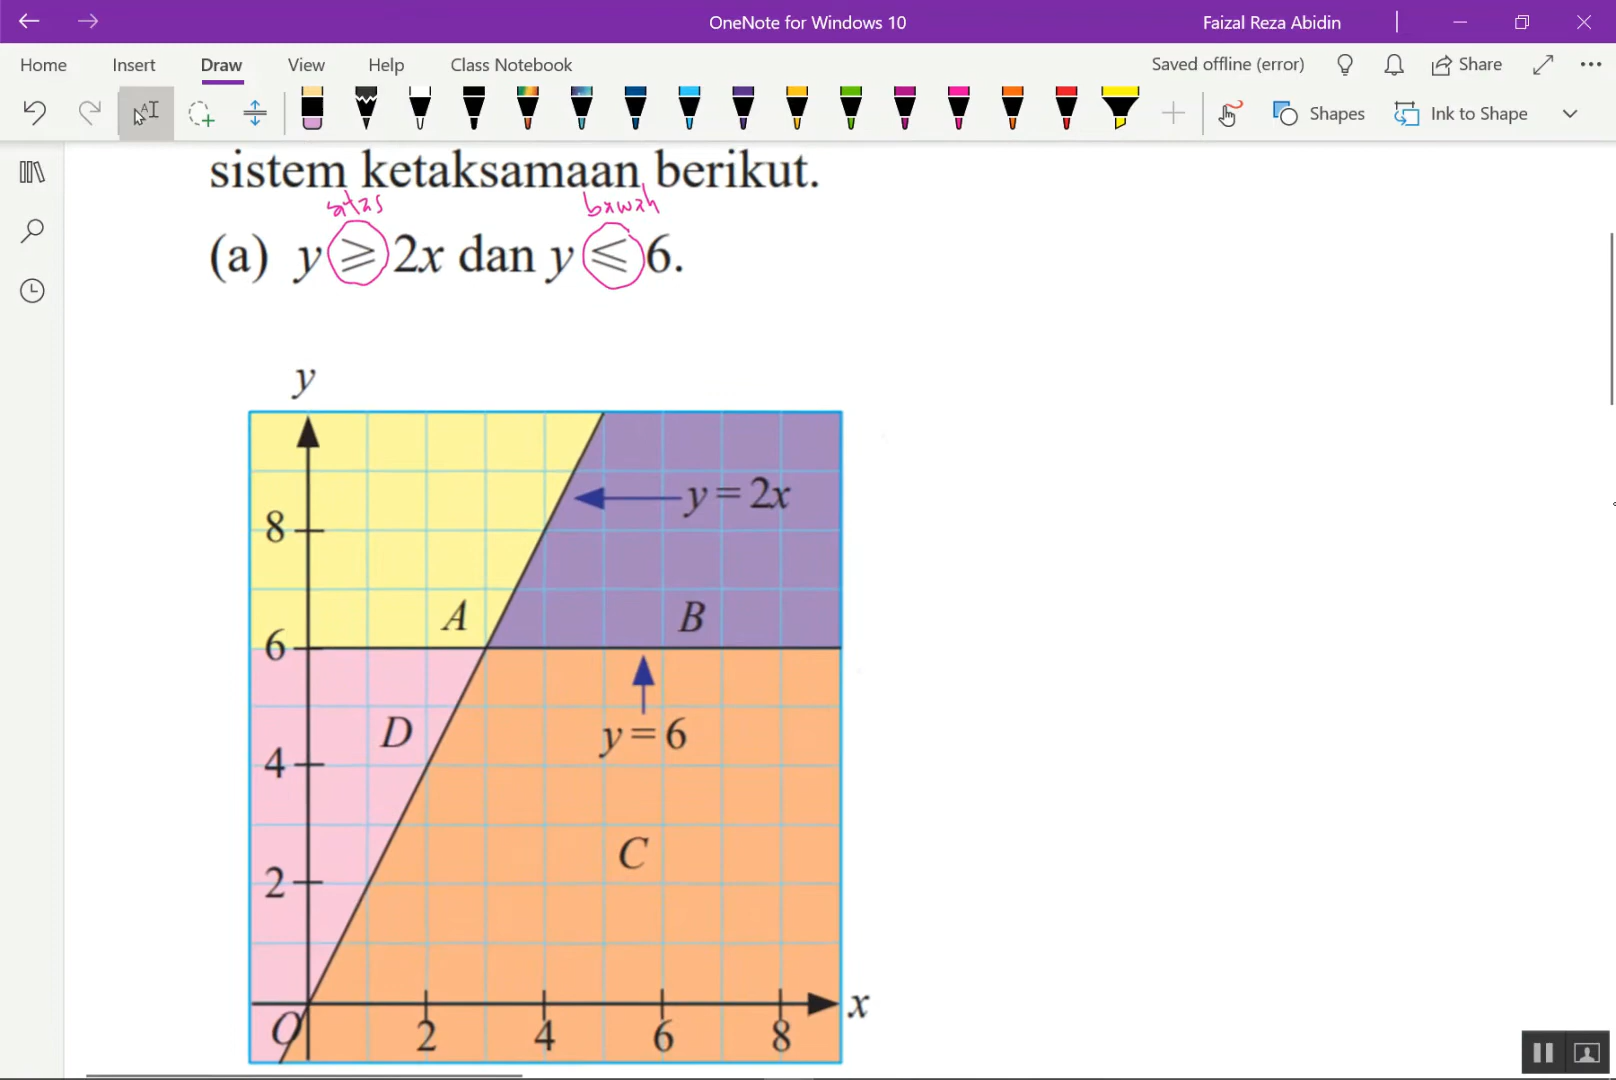 OneNote for Windows 10
Faizal Reza Abidin
Home Insert Draw View Help Class Notebook
Saved offline (error) Share
Shapes Ink to Shape
sistem ketaksamaan berikut.
atas bawah
(a) y ⩾ 2x dan y ⩽ 6.
y
y = 2x
8
A B
6
D y = 6
4
C
2
x
O 2 4 6 8